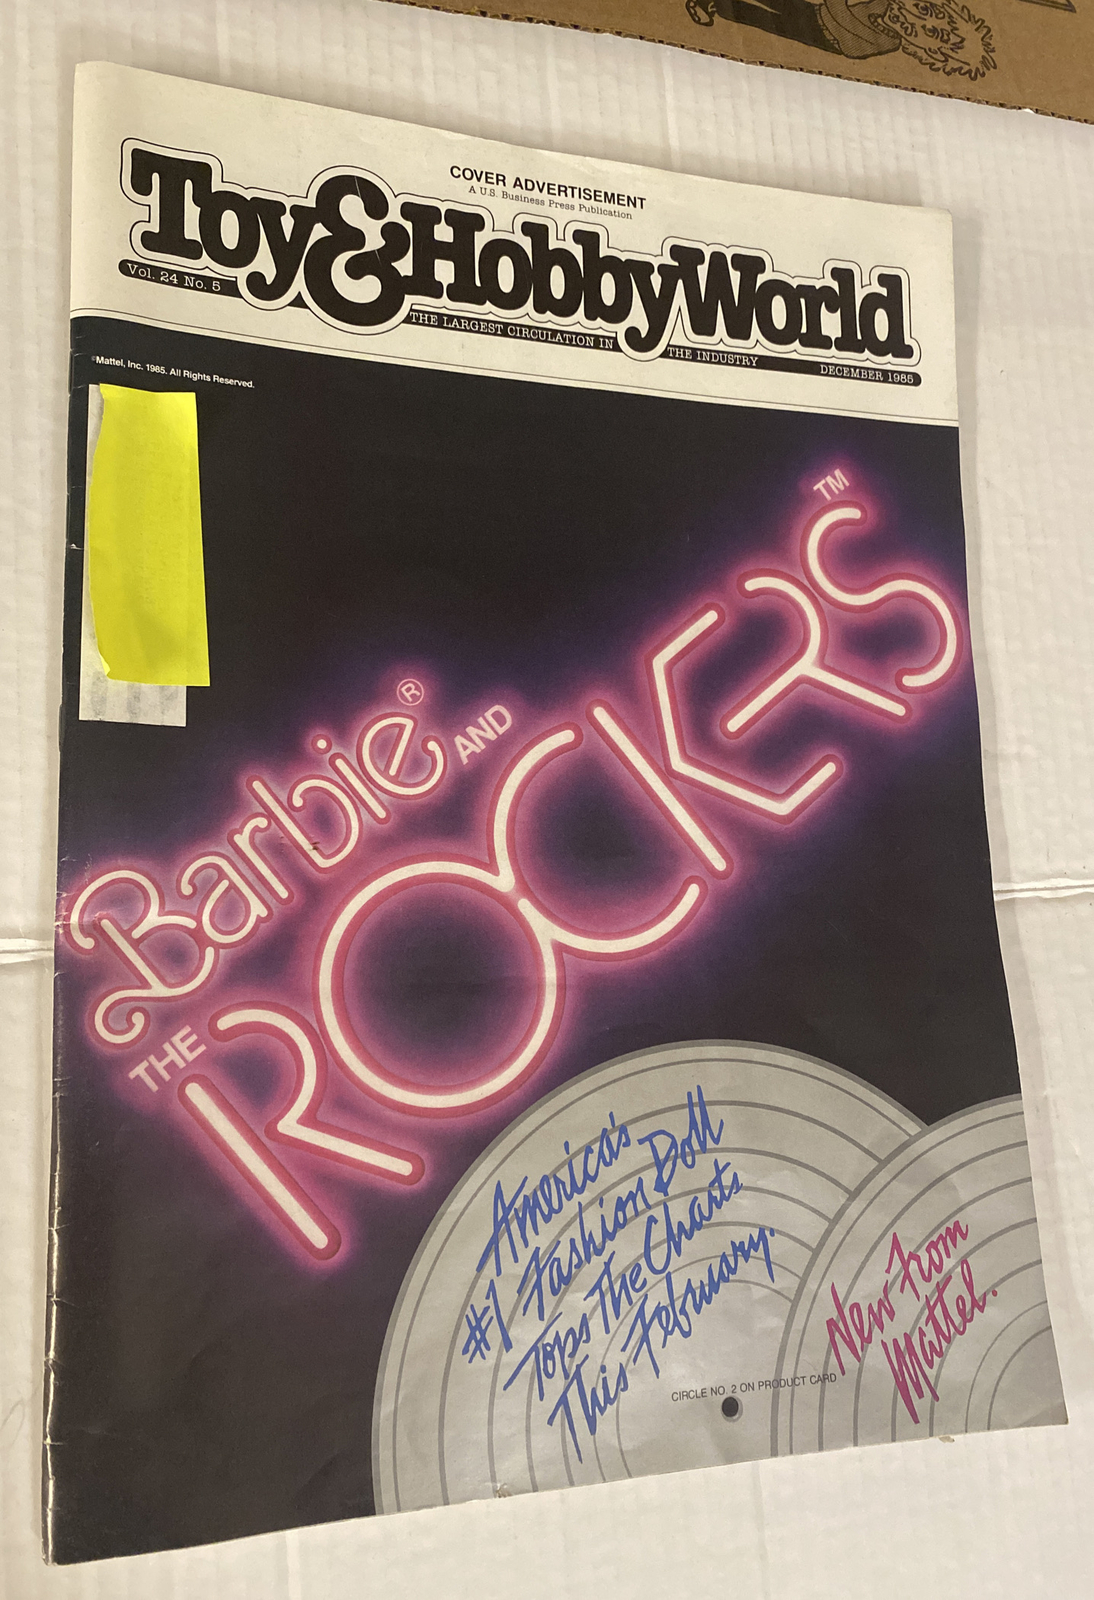 COVER ADVERTISEMENT
A U.S. Business Press Publication
Toy&HobbyWorld
Vol. 24 No. 5
THE LARGEST CIRCULATION IN THE INDUSTRY
DECEMBER 1985
©Mattel, Inc. 1985. All Rights Reserved.
Barbie® AND
THE ROCKERS™
America's
#1 Fashion Doll
Tops The Charts
This February.
New From
Mattel.
CIRCLE NO. 2 ON PRODUCT CARD